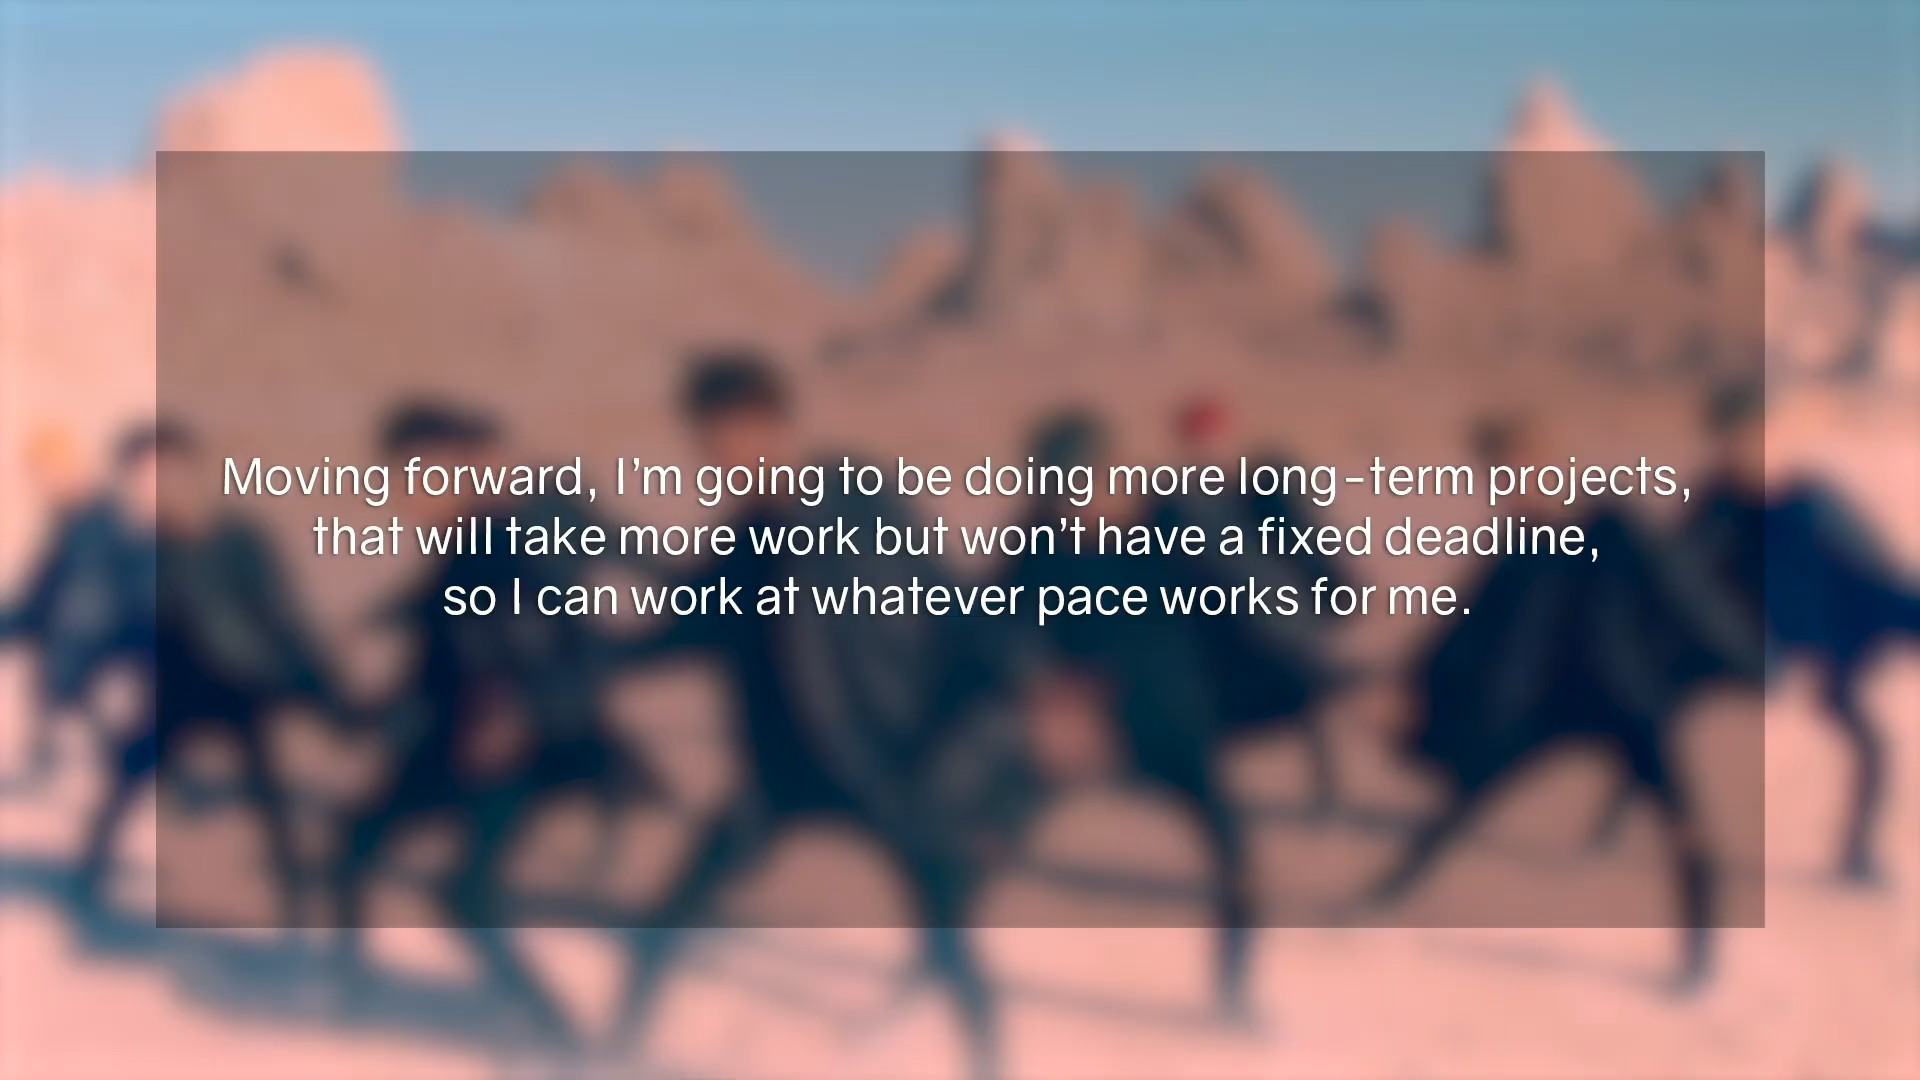 Moving forward, I'm going to be doing more long-term projects,
that will take more work but won't have a fixed deadline,
so I can work at whatever pace works for me.